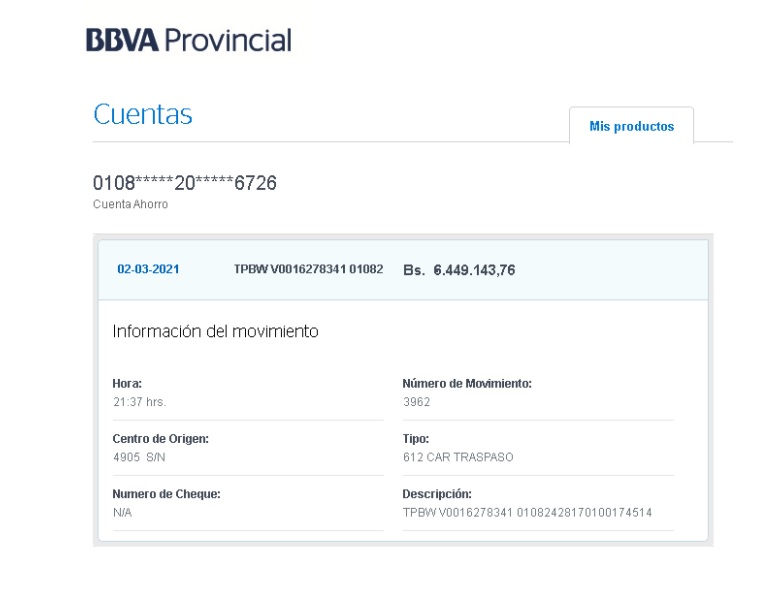 BBVA Provincial
Cuentas
Mis productos
0108*****20*****6726
Cuenta Ahorro
02-03-2021 TPBW V0016278341 01082 Bs. 6.449.143,76
Información del movimiento
Hora: Número de Movimiento:
21:37 hrs. 3962
Centro de Origen: Tipo:
4905 S/N 612 CAR TRASPASO
Numero de Cheque: Descripción:
N/A TPBW V0016278341 01082428170100174514